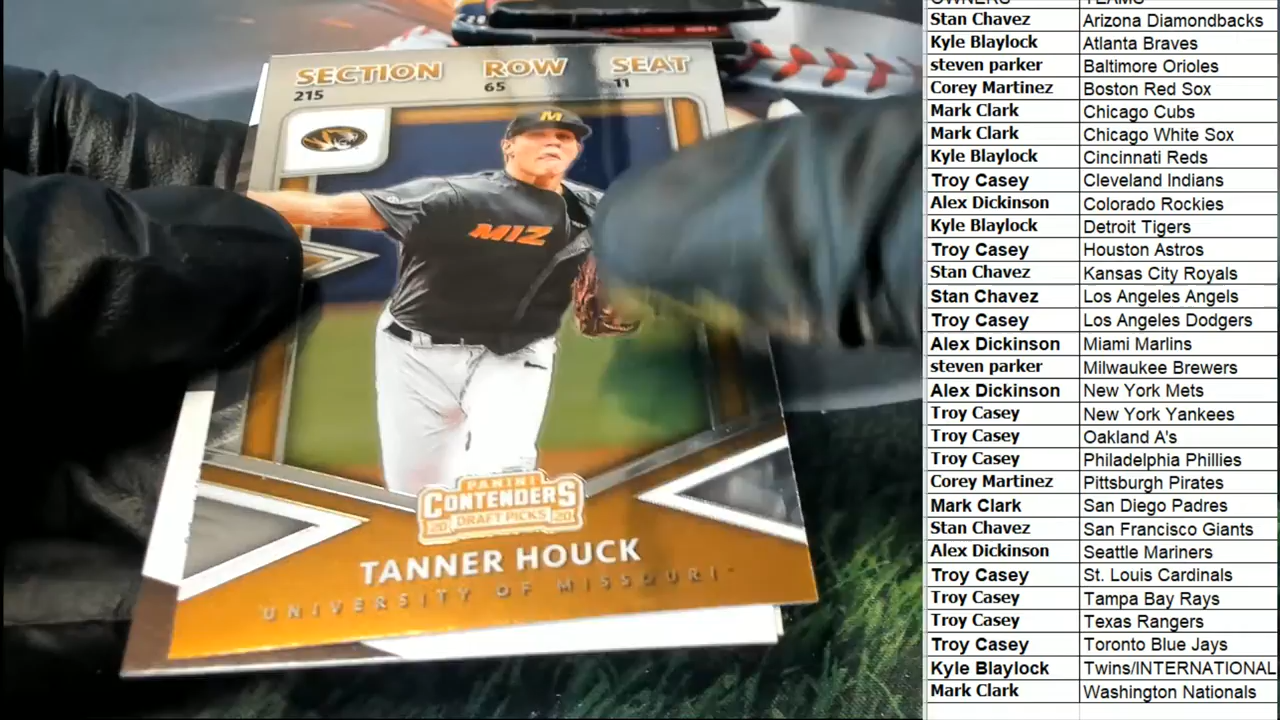 SECTION ROW SEAT
215 65 11
M
MIZ
PANINI
CONTENDERS
20 DRAFT PICKS 20
TANNER HOUCK
UNIVERSITY OF MISSOURI
OWNERS TEAMS
Stan Chavez Arizona Diamondbacks
Kyle Blaylock Atlanta Braves
steven parker Baltimore Orioles
Corey Martinez Boston Red Sox
Mark Clark Chicago Cubs
Mark Clark Chicago White Sox
Kyle Blaylock Cincinnati Reds
Troy Casey Cleveland Indians
Alex Dickinson Colorado Rockies
Kyle Blaylock Detroit Tigers
Troy Casey Houston Astros
Stan Chavez Kansas City Royals
Stan Chavez Los Angeles Angels
Troy Casey Los Angeles Dodgers
Alex Dickinson Miami Marlins
steven parker Milwaukee Brewers
Alex Dickinson New York Mets
Troy Casey New York Yankees
Troy Casey Oakland A's
Troy Casey Philadelphia Phillies
Corey Martinez Pittsburgh Pirates
Mark Clark San Diego Padres
Stan Chavez San Francisco Giants
Alex Dickinson Seattle Mariners
Troy Casey St. Louis Cardinals
Troy Casey Tampa Bay Rays
Troy Casey Texas Rangers
Troy Casey Toronto Blue Jays
Kyle Blaylock Twins/INTERNATIONAL
Mark Clark Washington Nationals